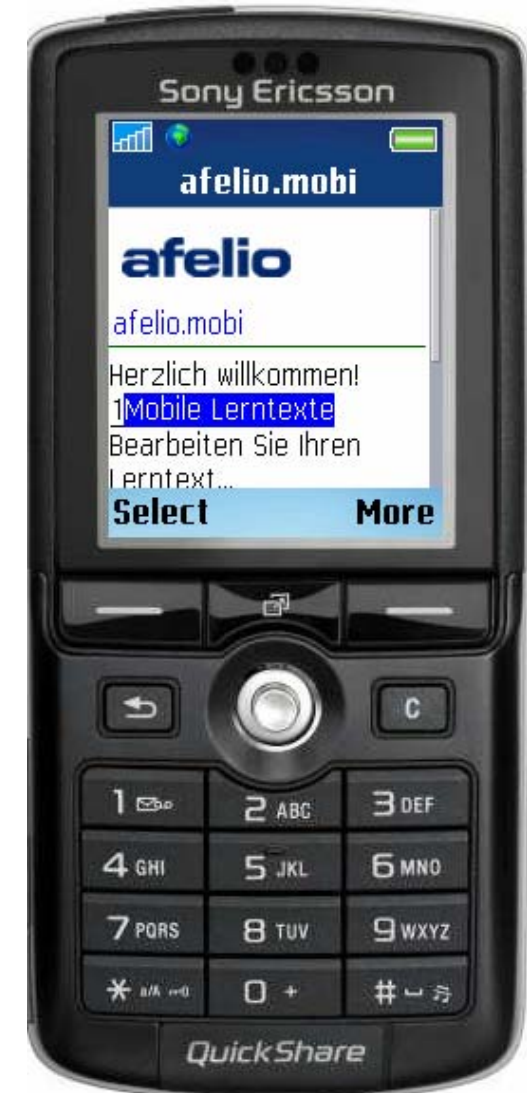 Sony Ericsson
afelio.mobi
afelio
afelio.mobi
Herzlich willkommen!
1Mobile Lerntexte
Bearbeiten Sie Ihren
Lerntext...
Select More
C
1 2 ABC 3 DEF
4 GHI 5 JKL 6 MNO
7 PQRS 8 TUV 9 WXYZ
* a/A 0 + #
QuickShare